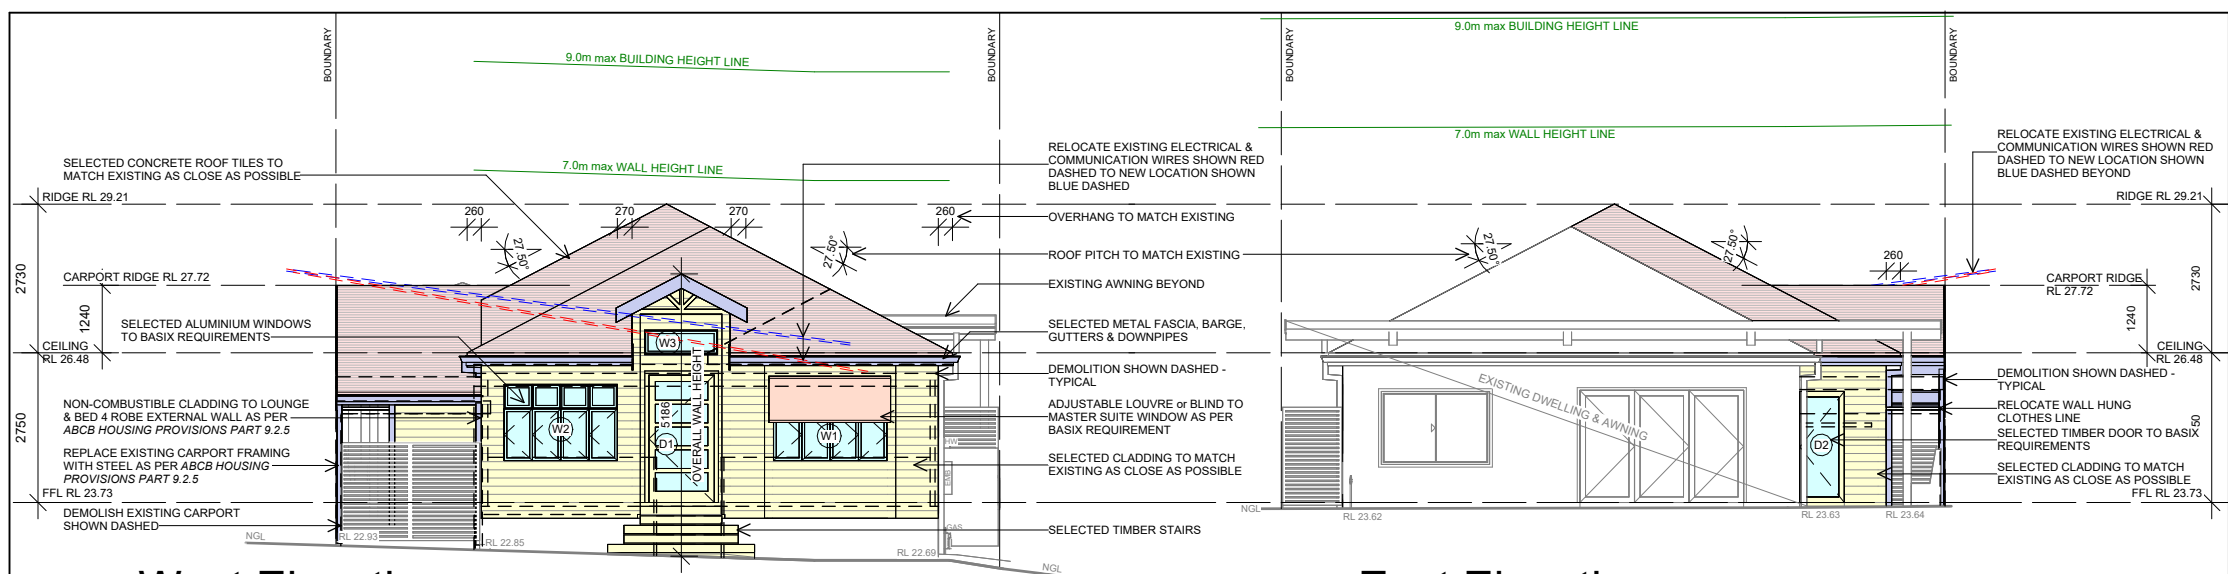 BOUNDARY
9.0m max BUILDING HEIGHT LINE
7.0m max WALL HEIGHT LINE
BOUNDARY
SELECTED CONCRETE ROOF TILES TO
MATCH EXISTING AS CLOSE AS POSSIBLE
RIDGE RL 29.21
260
270
270
260
27.50°
27.50°
2730
CARPORT RIDGE RL 27.72
1240
SELECTED ALUMINIUM WINDOWS
TO BASIX REQUIREMENTS
CEILING
RL 26.48
2750
NON-COMBUSTIBLE CLADDING TO LOUNGE
& BED 4 ROBE EXTERNAL WALL AS PER
ABCB HOUSING PROVISIONS PART 9.2.5
REPLACE EXISTING CARPORT FRAMING
WITH STEEL AS PER ABCB HOUSING
PROVISIONS PART 9.2.5
FFL RL 23.73
DEMOLISH EXISTING CARPORT
SHOWN DASHED
NGL
RL 22.93
RL 22.85
RL 22.69
NGL
W3
W2
D1
W1
5186
OVERALL WALL HEIGHT
HW
EMB
GAS
RELOCATE EXISTING ELECTRICAL &
COMMUNICATION WIRES SHOWN RED
DASHED TO NEW LOCATION SHOWN
BLUE DASHED
OVERHANG TO MATCH EXISTING
ROOF PITCH TO MATCH EXISTING
EXISTING AWNING BEYOND
SELECTED METAL FASCIA, BARGE,
GUTTERS & DOWNPIPES
DEMOLITION SHOWN DASHED -
TYPICAL
ADJUSTABLE LOUVRE or BLIND TO
MASTER SUITE WINDOW AS PER
BASIX REQUIREMENT
SELECTED CLADDING TO MATCH
EXISTING AS CLOSE AS POSSIBLE
SELECTED TIMBER STAIRS
BOUNDARY
9.0m max BUILDING HEIGHT LINE
7.0m max WALL HEIGHT LINE
BOUNDARY
27.50°
27.50°
260
EXISTING DWELLING & AWNING
D2
NGL
RL 23.62
RL 23.63
RL 23.64
RELOCATE EXISTING ELECTRICAL &
COMMUNICATION WIRES SHOWN RED
DASHED TO NEW LOCATION SHOWN
BLUE DASHED BEYOND
RIDGE RL 29.21
2730
CARPORT RIDGE
RL 27.72
1240
CEILING
RL 26.48
DEMOLITION SHOWN DASHED -
TYPICAL
RELOCATE WALL HUNG
CLOTHES LINE
50
SELECTED TIMBER DOOR TO BASIX
REQUIREMENTS
SELECTED CLADDING TO MATCH
EXISTING AS CLOSE AS POSSIBLE
FFL RL 23.73